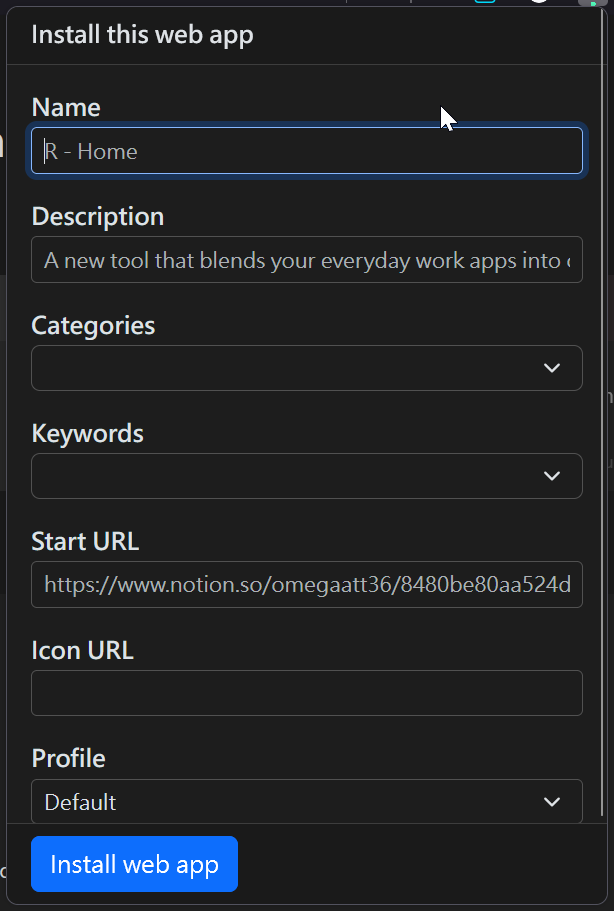 Install this web app
Name
R - Home
Description
A new tool that blends your everyday work apps into
Categories
Keywords
Start URL
https://www.notion.so/omegaatt36/8480be80aa524d
Icon URL
Profile
Default
Install web app